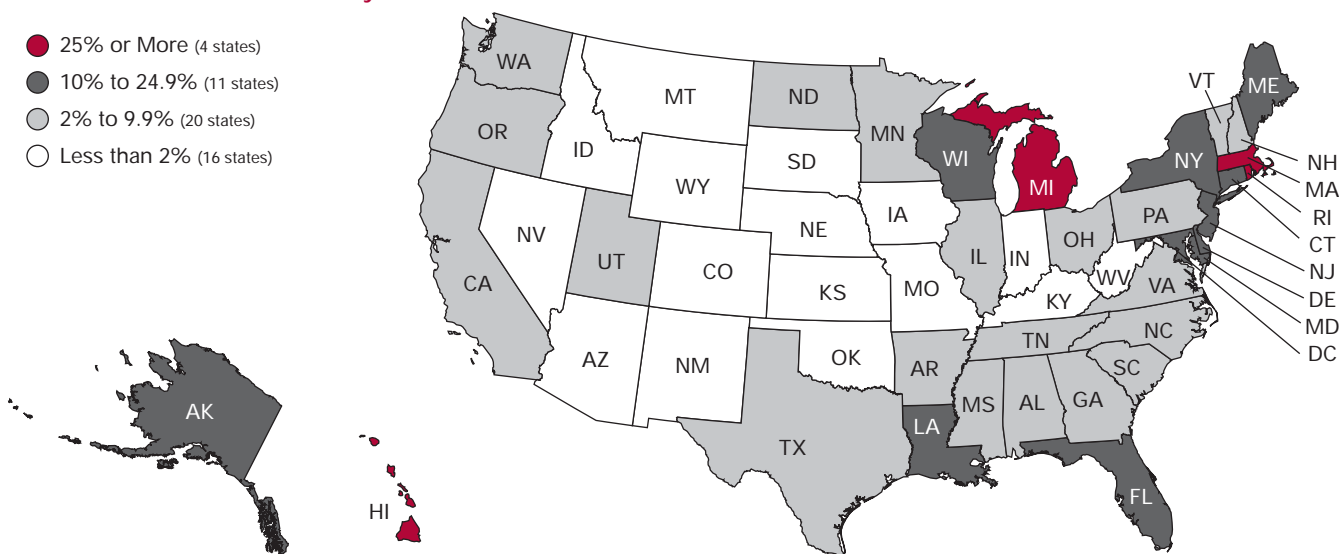 25% or More (4 states)
10% to 24.9% (11 states)
2% to 9.9% (20 states)
Less than 2% (16 states)
WA
OR
CA
NV
ID
MT
WY
UT
AZ
CO
NM
ND
SD
NE
KS
OK
TX
MN
IA
MO
AR
LA
WI
IL
MI
IN
OH
KY
TN
MS
AL
GA
FL
SC
NC
VA
WV
PA
NY
VT
ME
NH
MA
RI
CT
NJ
DE
MD
DC
AK
HI